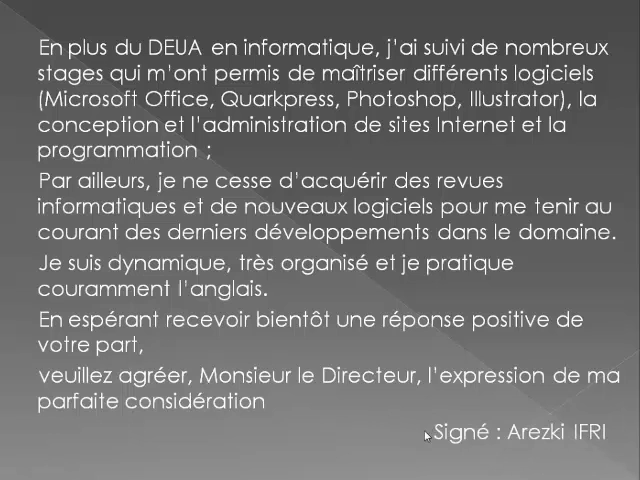 En plus du DEUA en informatique, j'ai suivi de nombreux
stages qui m'ont permis de maîtriser différents logiciels
(Microsoft Office, Quarkpress, Photoshop, Illustrator), la
conception et l'administration de sites Internet et la
programmation ;
Par ailleurs, je ne cesse d'acquérir des revues
informatiques et de nouveaux logiciels pour me tenir au
courant des derniers développements dans le domaine.
Je suis dynamique, très organisé et je pratique
couramment l'anglais.
En espérant recevoir bientôt une réponse positive de
votre part,
veuillez agréer, Monsieur le Directeur, l'expression de ma
parfaite considération
Signé : Arezki IFRI